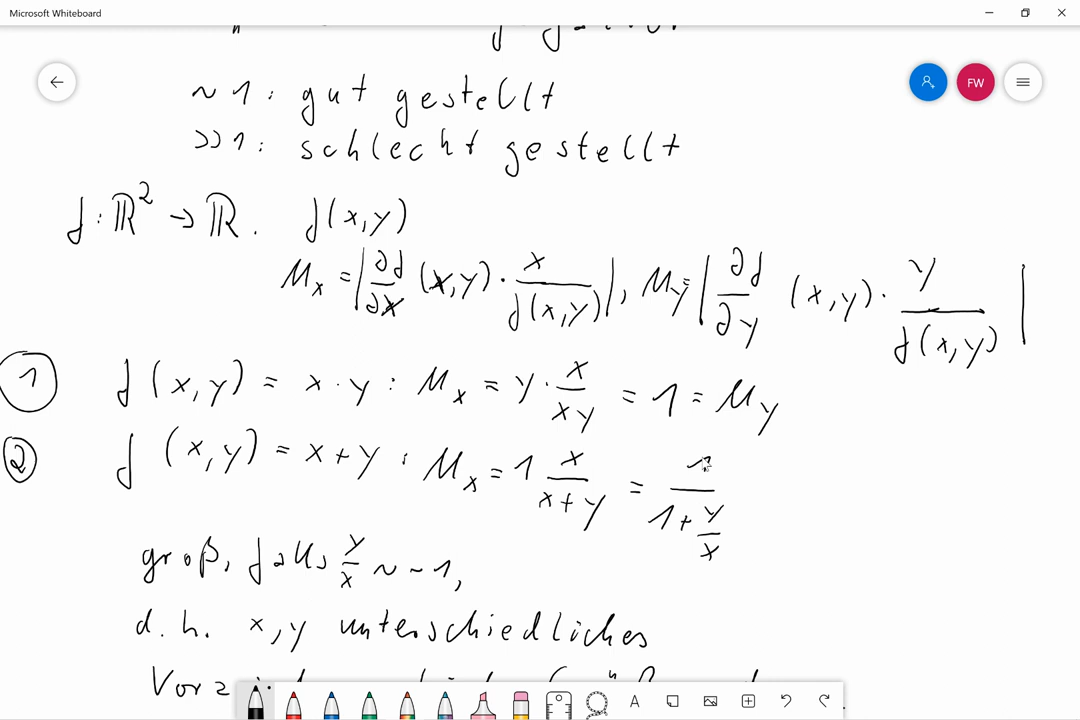 Microsoft Whiteboard
FW
~ 1: gut gestellt
>> 1: schlecht gestellt
f: ℝ² → ℝ. f(x,y)
M_x = |∂f/∂x (x,y) · x/f(x,y)|, M_y = |∂f/∂y (x,y) · y/f(x,y)|
① f(x,y) = x · y : M_x = y · x/xy = 1 = M_y
② f(x,y) = x + y : M_x = 1 x/(x+y) = 1/(1+y/x)
groß, falls y/x ~ -1,
d.h. x,y unterschiedliches